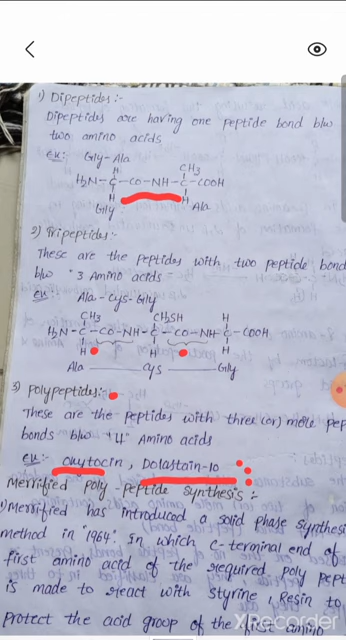 1) Dipeptides :-
Dipeptides are having one peptide bond b/w
two amino acids
ex: Gly-Ala
H CH3
H2N-C-CO-NH-C-COOH
H H
Gly Ala
2) Tripeptides:-
These are the peptides with two peptide bond
b/w "3 Amino acids
ex: Ala-Cys-Gly
CH3 CH2SH H
H2N-C-CO-NH-C-CO-NH-C-COOH
H H H
Ala cys Gly
3) Polypeptides:
These are the peptides with three (or) more pep
bonds b/w "4" Amino acids
ex: oxytocin, Dolastain-10
Merrified Poly-peptide synthesis:-
1) Merrified has introduced a solid phase synthesi
method in "1964". In which c-terminal end of
first amino acid of the required poly pept
is made to react with styrine, Resin to
protect the acid group of the first amino
XRecorder